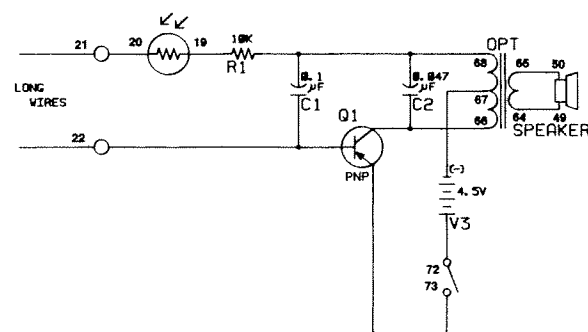 OPT
21
20
19
10K
R1
68
65
50
LONG
WIRES
0.1
µF
C1
0.047
µF
C2
67
66
64
49
SPEAKER
22
Q1
PNP
(-)
4.5V
V3
72
73